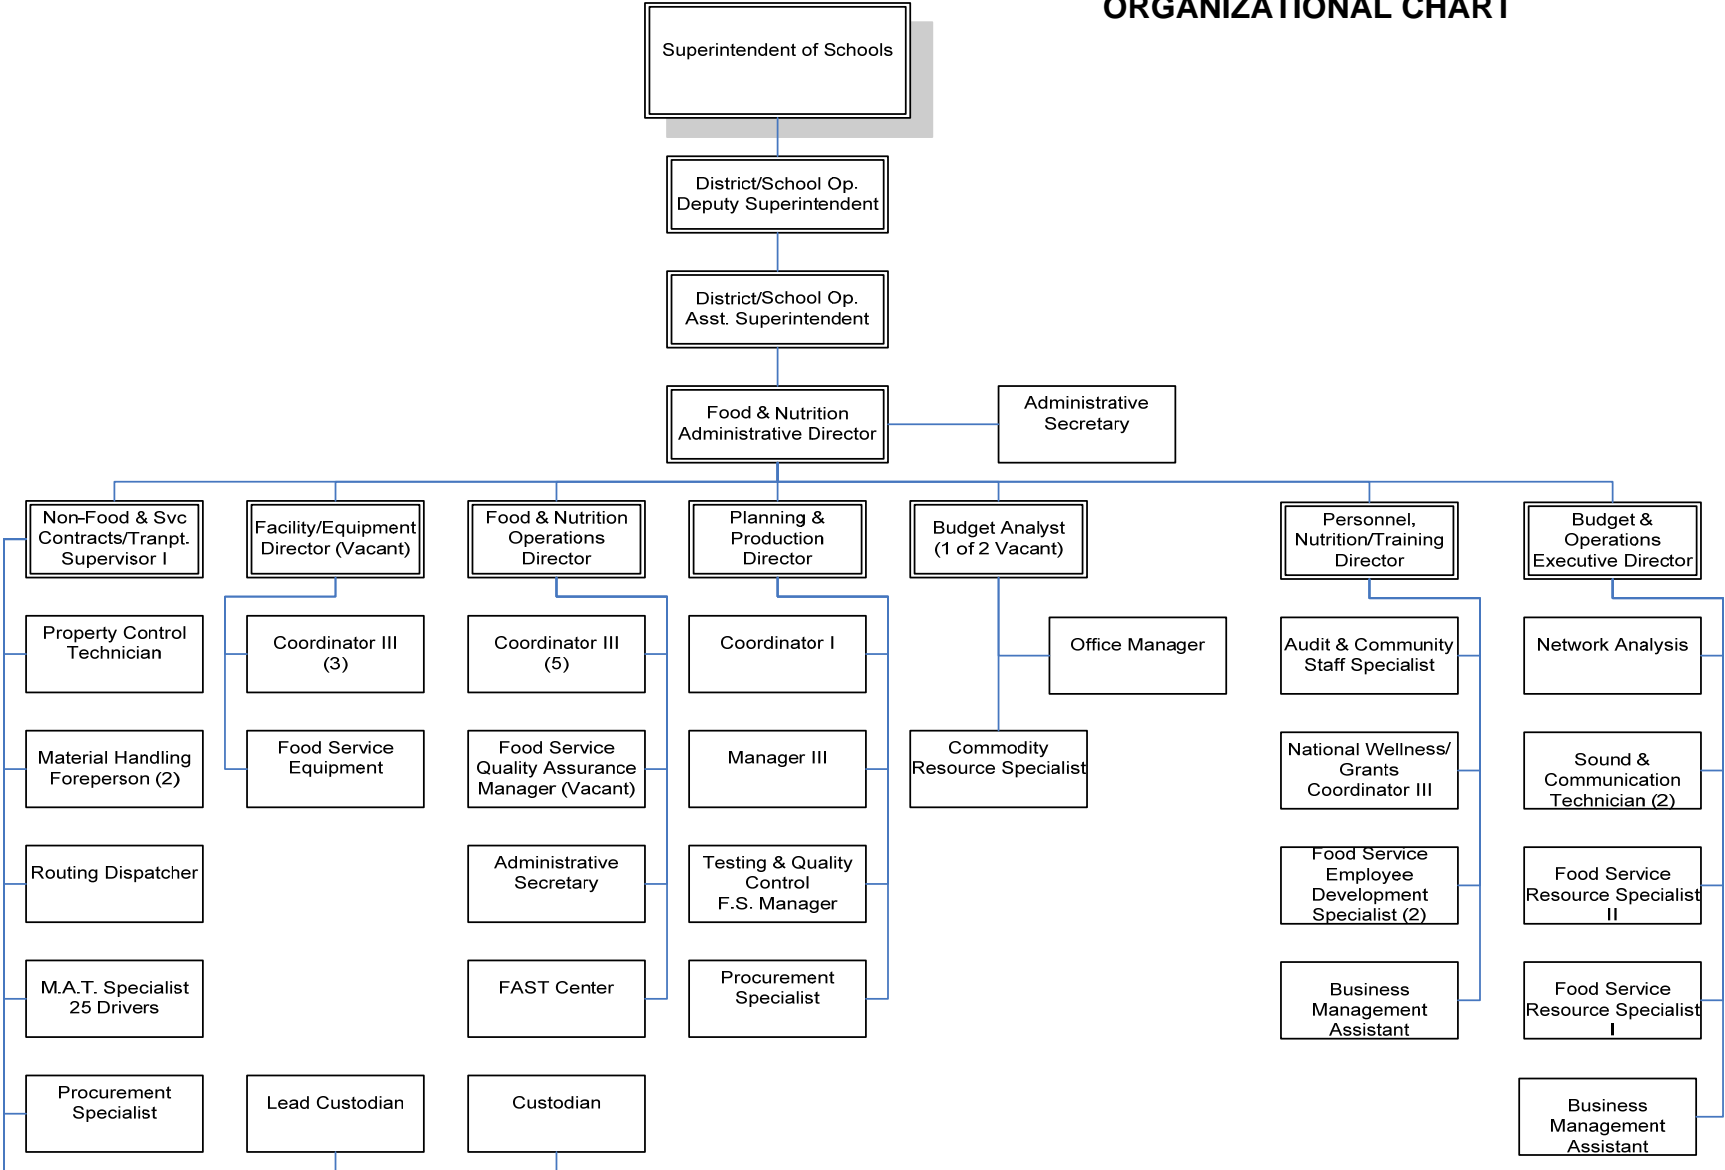 ORGANIZATIONAL CHART
Superintendent of Schools
District/School Op.
Deputy Superintendent
District/School Op.
Asst. Superintendent
Food & Nutrition
Administrative Director
Administrative
Secretary
Non-Food & Svc
Contracts/Tranpt.
Supervisor I
Facility/Equipment
Director (Vacant)
Food & Nutrition
Operations
Director
Planning &
Production
Director
Budget Analyst
(1 of 2 Vacant)
Personnel,
Nutrition/Training
Director
Budget &
Operations
Executive Director
Property Control
Technician
Coordinator III
(3)
Coordinator III
(5)
Coordinator I
Office Manager
Audit & Community
Staff Specialist
Network Analysis
Material Handling
Foreperson (2)
Food Service
Equipment
Food Service
Quality Assurance
Manager (Vacant)
Manager III
Commodity
Resource Specialist
National Wellness/
Grants
Coordinator III
Sound &
Communication
Technician (2)
Routing Dispatcher
Administrative
Secretary
Testing & Quality
Control
F.S. Manager
Food Service
Employee
Development
Specialist (2)
Food Service
Resource Specialist
II
M.A.T. Specialist
25 Drivers
FAST Center
Procurement
Specialist
Business
Management
Assistant
Food Service
Resource Specialist
I
Procurement
Specialist
Lead Custodian
Custodian
Business
Management
Assistant